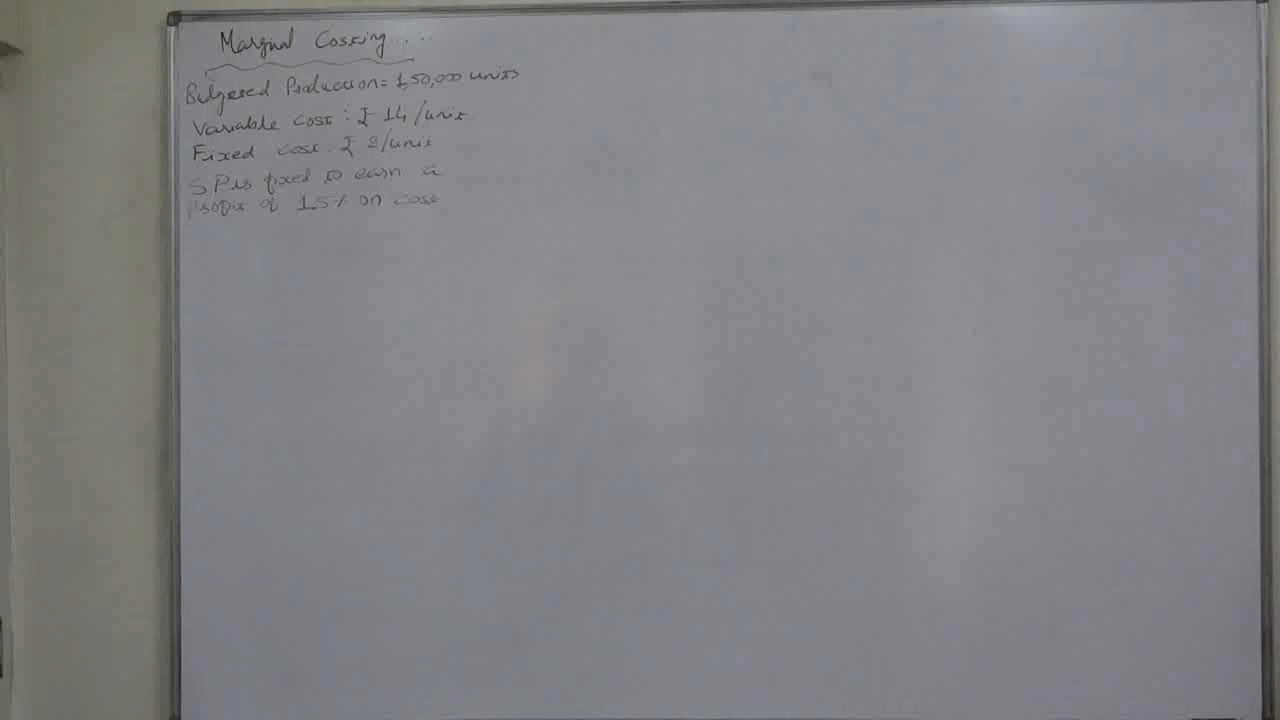 Marginal Costing....
Budgeted Production = 1,50,000 units
Variable cost : ₹ 14/unit
Fixed cost : ₹ 2/unit
SP is fixed to earn a
profit of 15% on cost